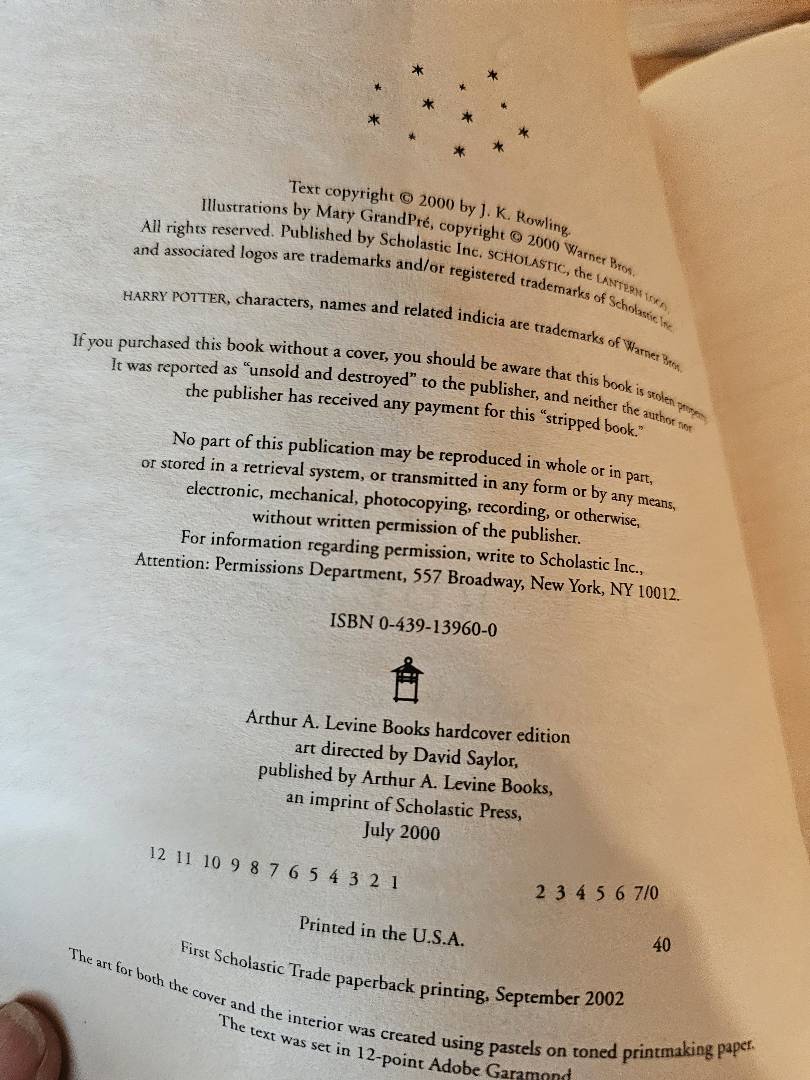 Text copyright © 2000 by J. K. Rowling.
Illustrations by Mary GrandPré, copyright © 2000 Warner Bros.
All rights reserved. Published by Scholastic Inc. SCHOLASTIC, the LANTERN LOGO,
and associated logos are trademarks and/or registered trademarks of Scholastic Inc.
HARRY POTTER, characters, names and related indicia are trademarks of Warner Bros.
If you purchased this book without a cover, you should be aware that this book is stolen property.
It was reported as “unsold and destroyed” to the publisher, and neither the author nor
the publisher has received any payment for this “stripped book.”
No part of this publication may be reproduced in whole or in part,
or stored in a retrieval system, or transmitted in any form or by any means,
electronic, mechanical, photocopying, recording, or otherwise,
without written permission of the publisher.
For information regarding permission, write to Scholastic Inc.,
Attention: Permissions Department, 557 Broadway, New York, NY 10012.
ISBN 0-439-13960-0
Arthur A. Levine Books hardcover edition
art directed by David Saylor,
published by Arthur A. Levine Books,
an imprint of Scholastic Press,
July 2000
12 11 10 9 8 7 6 5 4 3 2 1 2 3 4 5 6 7/0
Printed in the U.S.A. 40
First Scholastic Trade paperback printing, September 2002
The art for both the cover and the interior was created using pastels on toned printmaking paper.
The text was set in 12-point Adobe Garamond